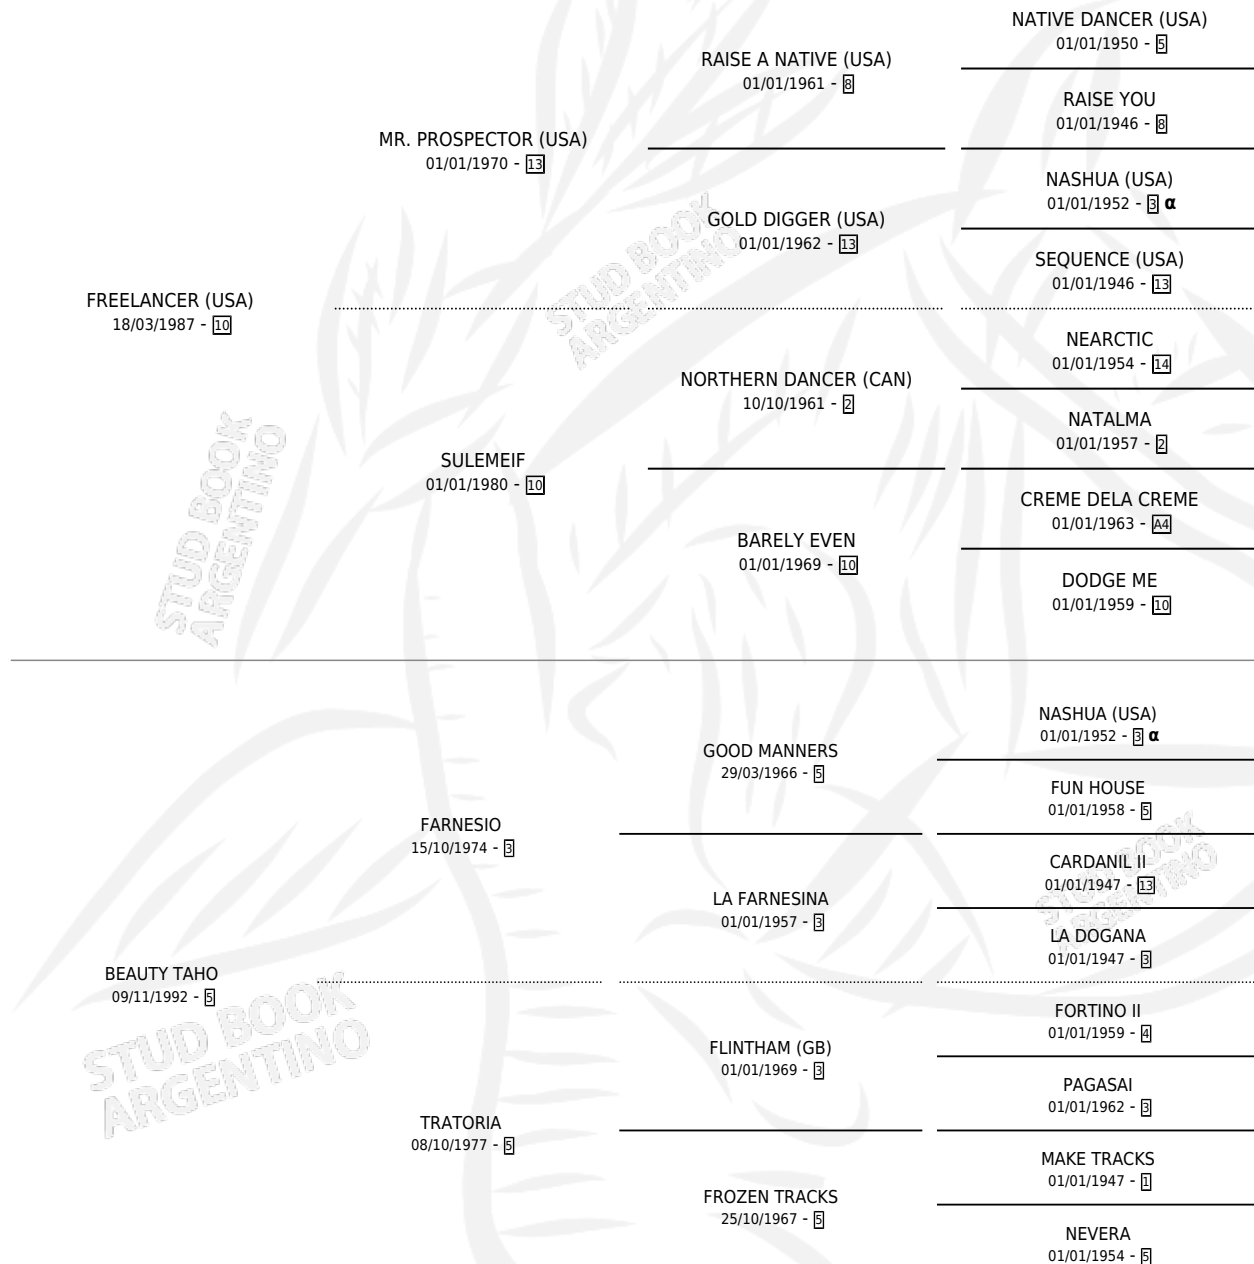 NATIVE DANCER (USA)
01/01/1950 - 5
RAISE A NATIVE (USA)
01/01/1961 - 8
RAISE YOU
01/01/1946 - 8
MR. PROSPECTOR (USA)
01/01/1970 - 13
NASHUA (USA)
01/01/1952 - 3 α
GOLD DIGGER (USA)
01/01/1962 - 13
SEQUENCE (USA)
01/01/1946 - 13
FREELANCER (USA)
18/03/1987 - 10
NEARCTIC
01/01/1954 - 14
NORTHERN DANCER (CAN)
10/10/1961 - 2
NATALMA
01/01/1957 - 2
SULEMEIF
01/01/1980 - 10
CREME DELA CREME
01/01/1963 - A4
BARELY EVEN
01/01/1969 - 10
DODGE ME
01/01/1959 - 10
NASHUA (USA)
01/01/1952 - 3 α
GOOD MANNERS
29/03/1966 - 5
FUN HOUSE
01/01/1958 - 5
FARNESIO
15/10/1974 - 3
CARDANIL II
01/01/1947 - 13
LA FARNESINA
01/01/1957 - 3
LA DOGANA
01/01/1947 - 3
BEAUTY TAHO
09/11/1992 - 5
FORTINO II
01/01/1959 - 4
FLINTHAM (GB)
01/01/1969 - 3
PAGASAI
01/01/1962 - 3
TRATORIA
08/10/1977 - 5
MAKE TRACKS
01/01/1947 - 1
FROZEN TRACKS
25/10/1967 - 5
NEVERA
01/01/1954 - 5
STUD BOOK
ARGENTINO
STUD BOOK
ARGENTINO
STUD BOOK
ARGENTINO
STUD BOOK
ARGENTINO